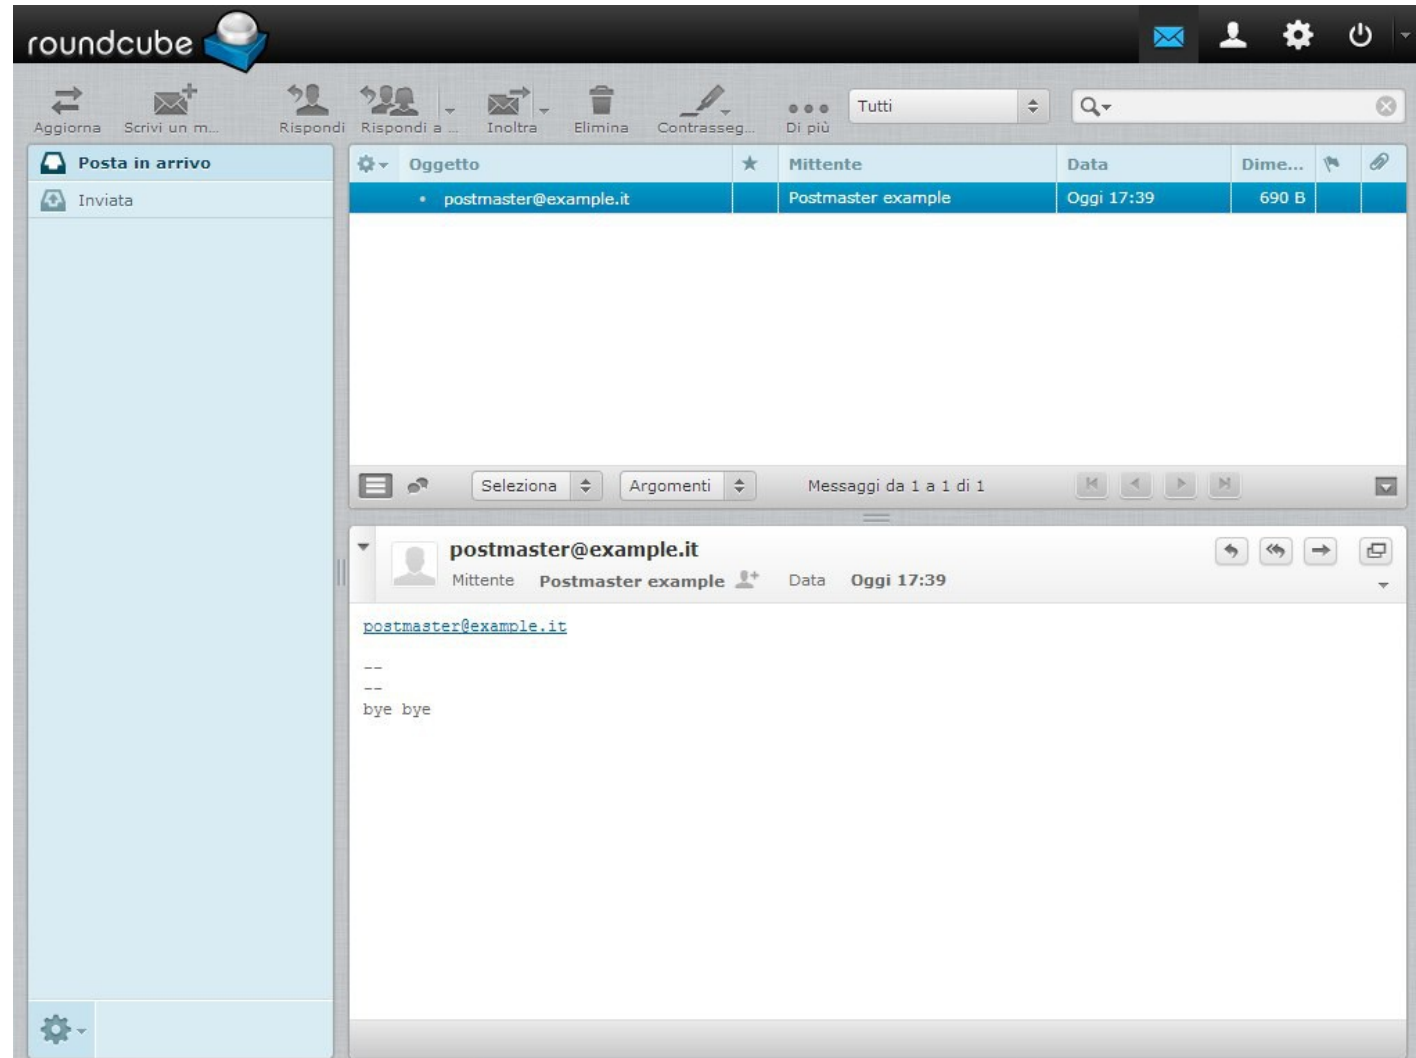 roundcube
Aggiorna Scrivi un m... Rispondi Rispondi a ... Inoltra Elimina Contrasseg... Di più Tutti
Posta in arrivo
Inviata
Oggetto Mittente Data Dime...
postmaster@example.it Postmaster example Oggi 17:39 690 B
Seleziona Argomenti Messaggi da 1 a 1 di 1
postmaster@example.it
Mittente Postmaster example Data Oggi 17:39
postmaster@example.it
--
--
bye bye